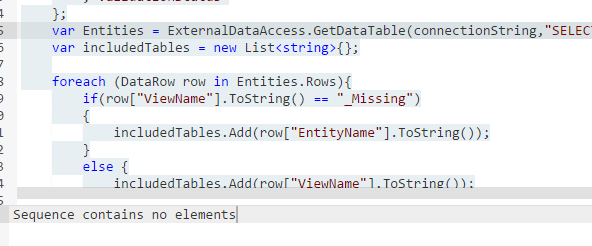 };
var Entities = ExternalDataAccess.GetDataTable(connectionString,"SELECT
var includedTables = new List<string>{};
foreach (DataRow row in Entities.Rows){
if(row["ViewName"].ToString() == "_Missing")
{
includedTables.Add(row["EntityName"].ToString());
}
else {
includedTables.Add(row["ViewName"].ToString());
Sequence contains no elements